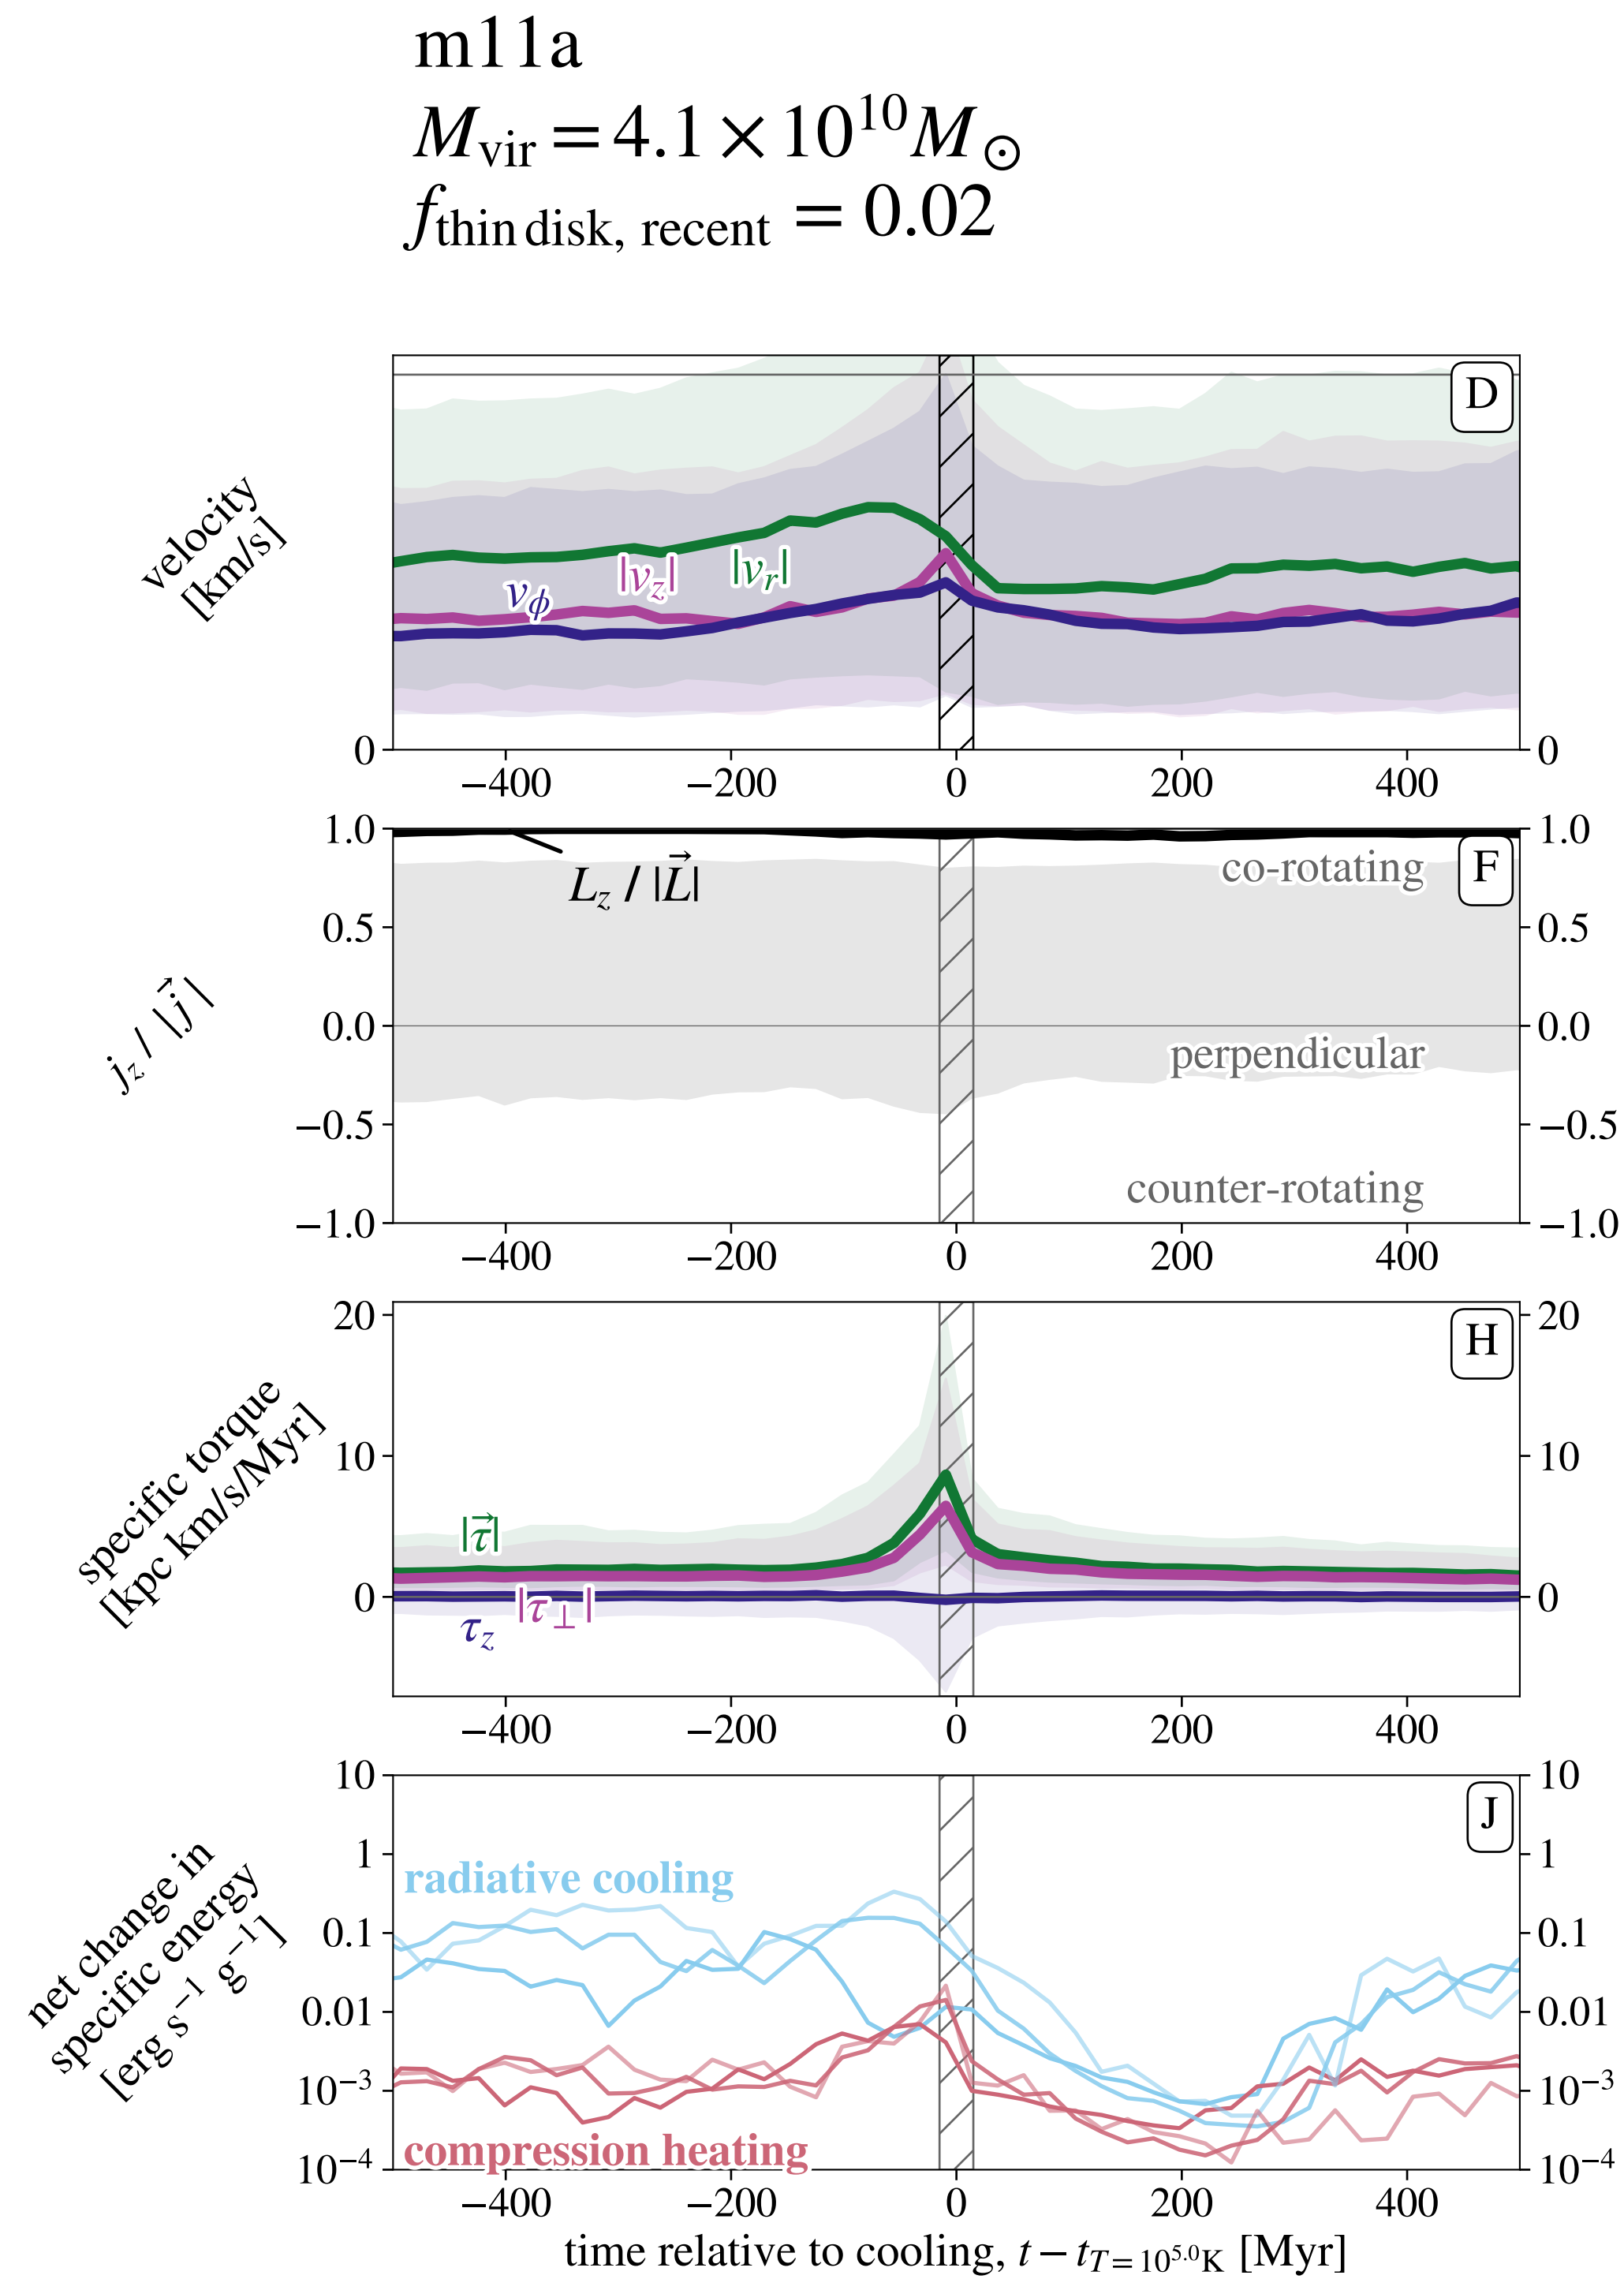 m11a
M_vir = 4.1 × 10^10 M_⊙
f_thin disk, recent = 0.02
velocity
[km/s]
D
|v_z|
|v_r|
v_ϕ
0 0
−400 −200 0 200 400
j_z / |j⃗|
1.0 1.0
co-rotating
F
L_z / |L⃗|
0.5 0.5
0.0 0.0
perpendicular
−0.5 −0.5
counter-rotating
−1.0 −1.0
−400 −200 0 200 400
specific torque
[kpc km/s/Myr]
20 20
H
10 10
|τ⃗|
0 0
|τ_⊥|
τ_z
−400 −200 0 200 400
net change in
specific energy
[erg s^−1 g^−1]
10 10
J
1 1
radiative cooling
0.1 0.1
0.01 0.01
10^−3 10^−3
compression heating
10^−4 10^−4
−400 −200 0 200 400
time relative to cooling, t − t_T = 10^5.0 K [Myr]